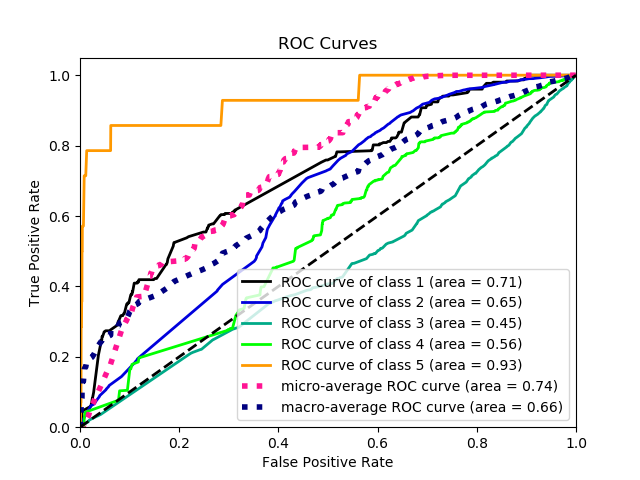 ROC Curves
True Positive Rate
1.0
0.8
0.6
0.4
0.2
0.0
ROC curve of class 1 (area = 0.71)
ROC curve of class 2 (area = 0.65)
ROC curve of class 3 (area = 0.45)
ROC curve of class 4 (area = 0.56)
ROC curve of class 5 (area = 0.93)
micro-average ROC curve (area = 0.74)
macro-average ROC curve (area = 0.66)
0.0 0.2 0.4 0.6 0.8 1.0
False Positive Rate